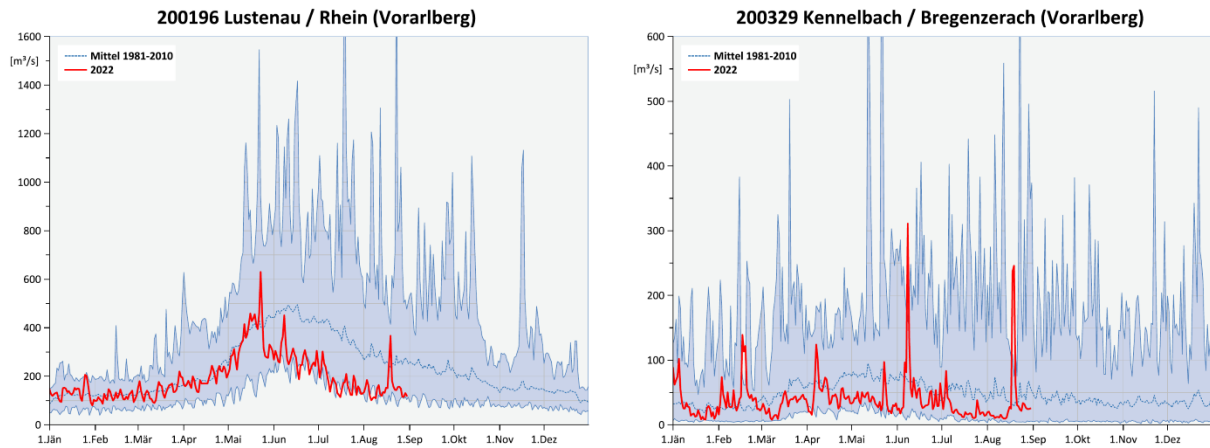 200196 Lustenau / Rhein (Vorarlberg)
1600
[m³/s]
1400
1200
1000
800
600
400
200
0
Mittel 1981-2010
2022
1.Jän
1.Feb
1.Mär
1.Apr
1.Mai
1.Jun
1.Jul
1.Aug
1.Sep
1.Okt
1.Nov
1.Dez
200329 Kennelbach / Bregenzerach (Vorarlberg)
600
[m³/s]
500
400
300
200
150
100
50
0
Mittel 1981-2010
2022
1.Jän
1.Feb
1.Mär
1.Apr
1.Mai
1.Jun
1.Jul
1.Aug
1.Sep
1.Okt
1.Nov
1.Dez